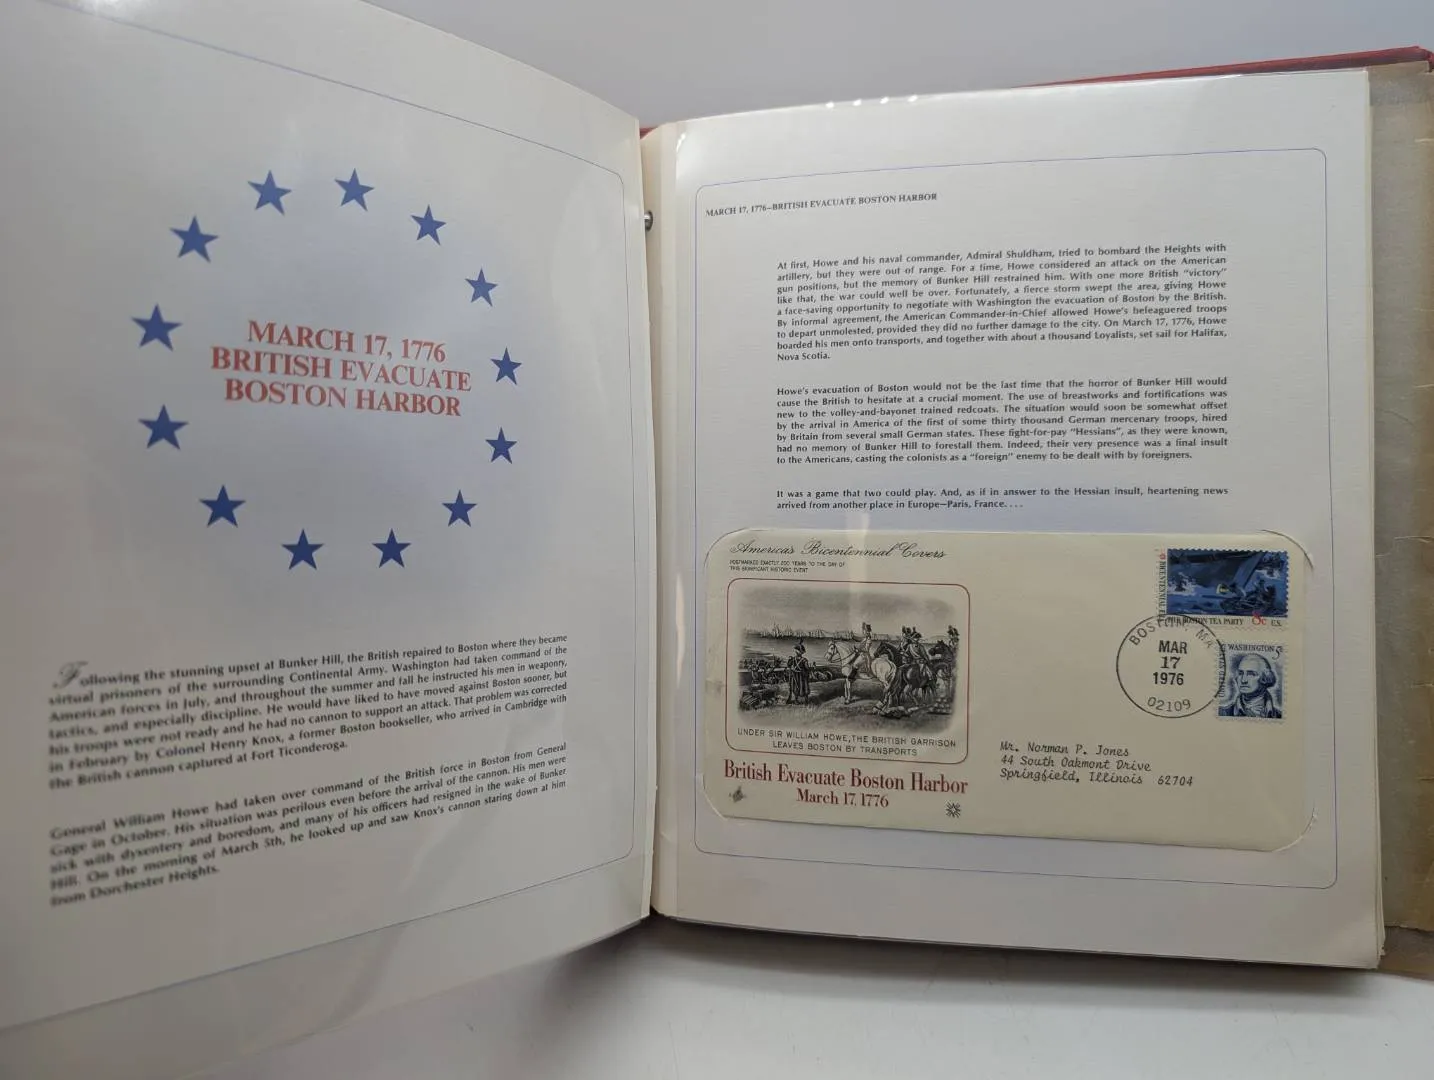 MARCH 17, 1776
BRITISH EVACUATE
BOSTON HARBOR
Following the stunning upset at Bunker Hill, the British repaired to Boston where they became
virtual prisoners of the surrounding Continental Army. Washington had taken command of the
American forces in July, and throughout the summer and fall he instructed his men in weaponry,
tactics, and especially discipline. He would have liked to have moved against Boston sooner, but
his troops were not ready and he had no cannon to support an attack. That problem was corrected
in February by Colonel Henry Knox, a former Boston bookseller, who arrived in Cambridge with
the British cannon captured at Fort Ticonderoga.
General William Howe had taken over command of the British force in Boston from General
Gage in October. His situation was perilous even before the arrival of the cannon. His men were
sick with dysentery and boredom, and many of his officers had resigned in the wake of Bunker
Hill. On the morning of March 5th, he looked up and saw Knox's cannon staring down at him
from Dorchester Heights.
MARCH 17, 1776—BRITISH EVACUATE BOSTON HARBOR
At first, Howe and his naval commander, Admiral Shuldham, tried to bombard the Heights with
artillery, but they were out of range. For a time, Howe considered an attack on the American
gun positions, but the memory of Bunker Hill restrained him. With one more British "victory"
like that, the war could well be over. Fortunately, a fierce storm swept the area, giving Howe
a face-saving opportunity to negotiate with Washington the evacuation of Boston by the British.
By informal agreement, the American Commander-in-Chief allowed Howe's beleaguered troops
to depart unmolested, provided they did no further damage to the city. On March 17, 1776, Howe
boarded his men onto transports, and together with about a thousand Loyalists, set sail for Halifax,
Nova Scotia.
Howe's evacuation of Boston would not be the last time that the horror of Bunker Hill would
cause the British to hesitate at a crucial moment. The use of breastworks and fortifications was
new to the volley-and-bayonet trained redcoats. The situation would soon be somewhat offset
by the arrival in America of the first of some thirty thousand German mercenary troops, hired
by Britain from several small German states. These fight-for-pay "Hessians", as they were known,
had no memory of Bunker Hill to forestall them. Indeed, their very presence was a final insult
to the Americans, casting the colonists as a "foreign" enemy to be dealt with by foreigners.
It was a game that two could play. And, as if in answer to the Hessian insult, heartening news
arrived from another place in Europe—Paris, France....
America's Bicentennial Covers
POSTMARKED EXACTLY 200 YEARS TO THE DAY OF
THIS SIGNIFICANT HISTORIC EVENT
UNDER SIR WILLIAM HOWE, THE BRITISH GARRISON
LEAVES BOSTON BY TRANSPORTS
British Evacuate Boston Harbor
March 17, 1776
BICENTENNIAL
THE BOSTON TEA PARTY 8c U.S.
BOSTON, MA
MAR
17
1976
02109
WASHINGTON 5c
UNITED STATES
Mr. Norman P. Jones
44 South Oakmont Drive
Springfield, Illinois 62704